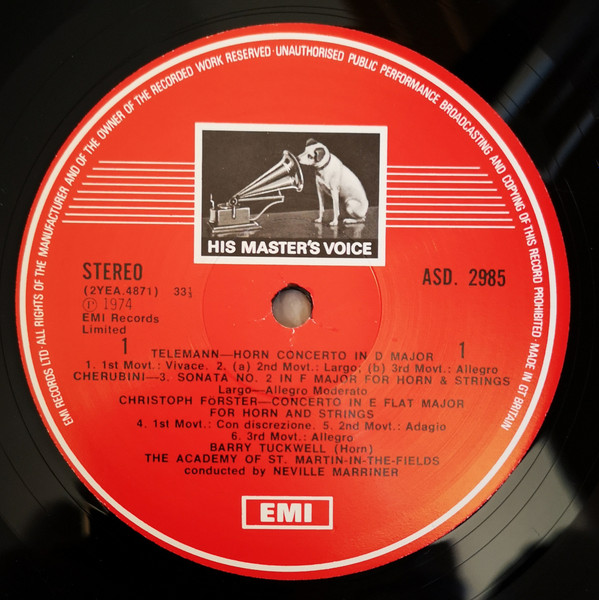 EMI RECORDS LTD · ALL RIGHTS OF THE MANUFACTURER AND OF THE OWNER OF THE RECORDED WORK RESERVED · UNAUTHORISED PUBLIC PERFORMANCE BROADCASTING AND COPYING OF THIS RECORD PROHIBITED · MADE IN GT BRITAIN
HIS MASTER'S VOICE
STEREO
ASD. 2985
(2YEA.4871) 33⅓
℗ 1974
EMI Records
Limited
1 1
TELEMANN—HORN CONCERTO IN D MAJOR
1. 1st Movt.: Vivace. 2. (a) 2nd Movt.: Largo; (b) 3rd Movt.: Allegro
CHERUBINI—3. SONATA NO. 2 IN F MAJOR FOR HORN & STRINGS
Largo—Allegro Moderato
CHRISTOPH FÖRSTER—CONCERTO IN E FLAT MAJOR
FOR HORN AND STRINGS
4. 1st Movt.: Con discrezione. 5. 2nd Movt.: Adagio
6. 3rd Movt.: Allegro
BARRY TUCKWELL (Horn)
THE ACADEMY OF ST. MARTIN-IN-THE-FIELDS
conducted by NEVILLE MARRINER
EMI